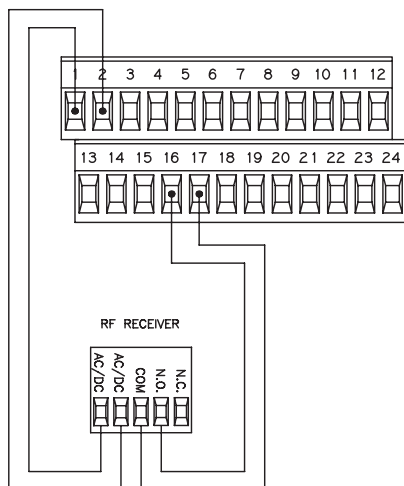 1 2 3 4 5 6 7 8 9 10 11 12
13 14 15 16 17 18 19 20 21 22 23 24
RF RECEIVER
AC/DC
AC/DC
COM
N.O.
N.C.